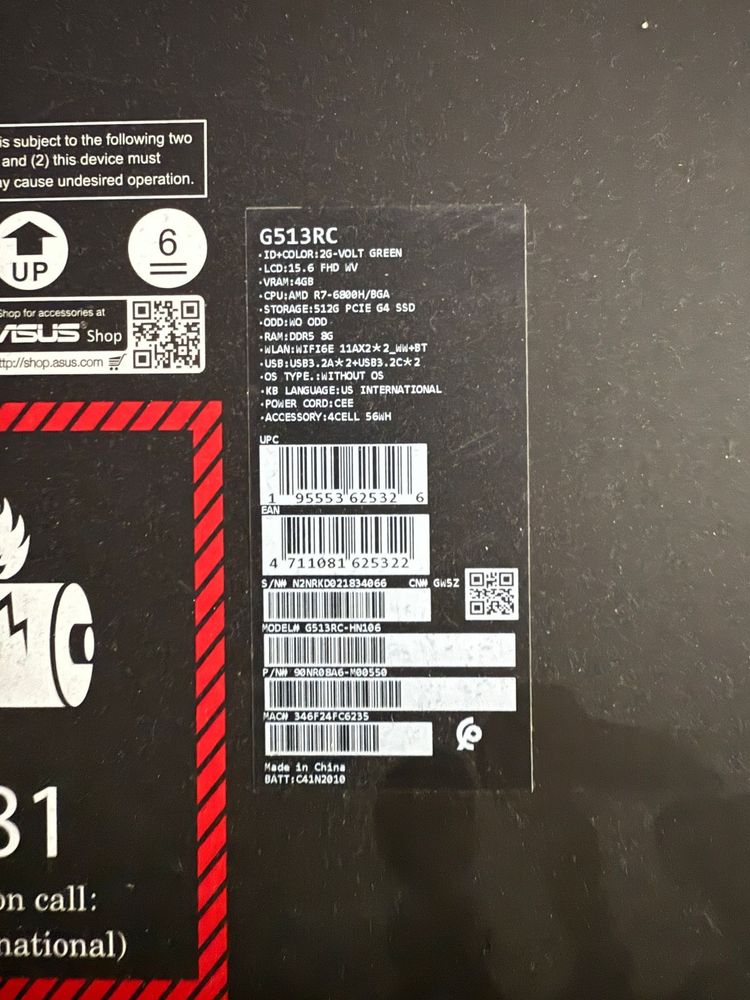 is subject to the following two
and (2) this device must
y cause undesired operation.
UP
6
Shop for accessories at
ASUS Shop
http://shop.asus.com
G513RC
·ID+COLOR:2G-VOLT GREEN
·LCD:15.6 FHD WV
·VRAM:4GB
·CPU:AMD R7-6800H/BGA
·STORAGE:512G PCIE G4 SSD
·ODD:WO ODD
·RAM:DDR5 8G
·WLAN:WIFI6E 11AX2*2_WW+BT
·USB:USB3.2A*2+USB3.2C*2
·OS TYPE.:WITHOUT OS
·KB LANGUAGE:US INTERNATIONAL
·POWER CORD:CEE
·ACCESSORY:4CELL 56WH
UPC
1 95553 62532 6
EAN
4 711081 625322
S/N# N2NRKD021834066 CN# GW5Z
MODEL# G513RC-HN106
P/N# 90NR08A6-M00550
MAC# 346F24FC6235
Made in China
BATT:C41N2010
81
on call:
national)